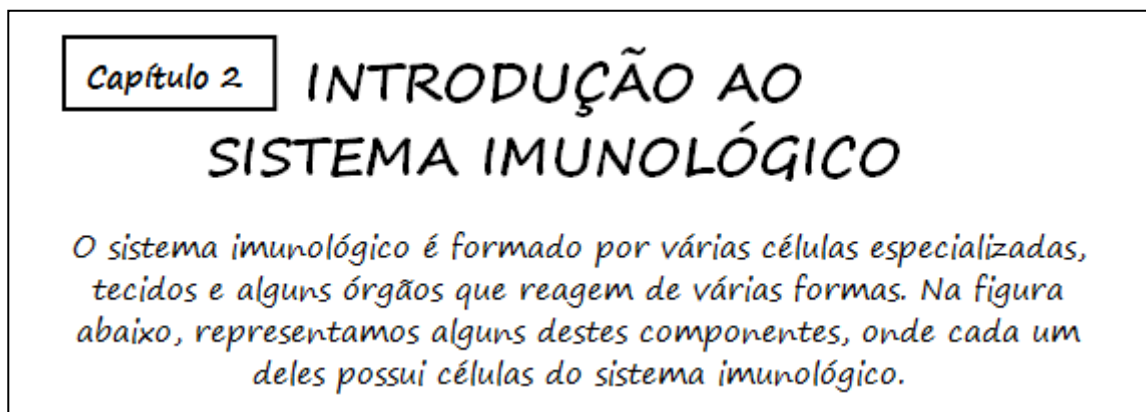 Capítulo 2
INTRODUÇÃO AO
SISTEMA IMUNOLÓGICO
O sistema imunológico é formado por várias células especializadas,
tecidos e alguns órgãos que reagem de várias formas. Na figura
abaixo, representamos alguns destes componentes, onde cada um
deles possui células do sistema imunológico.